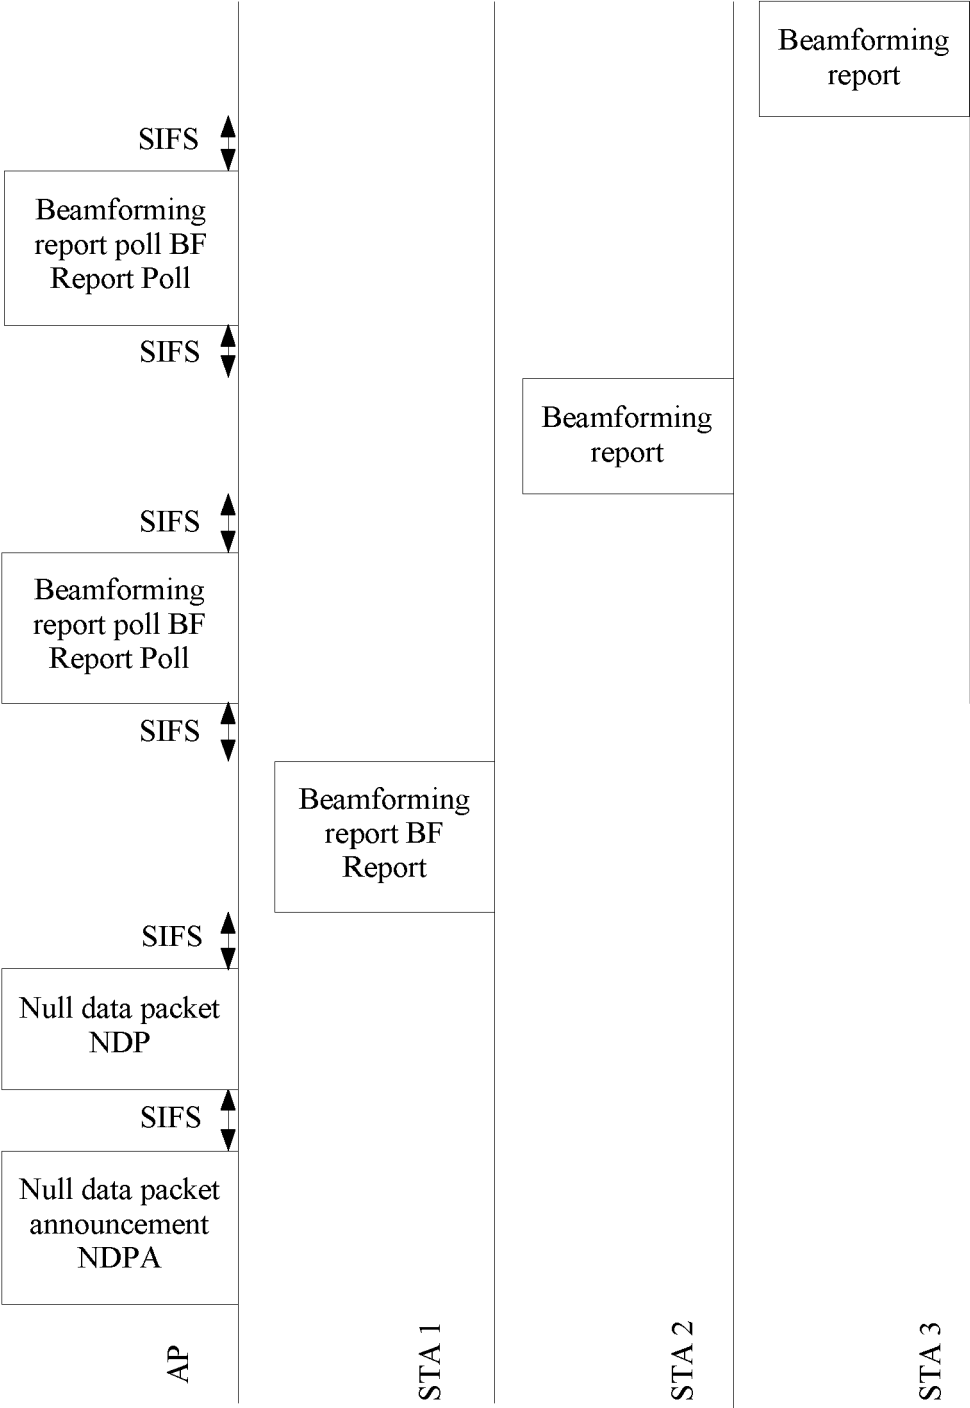 Beamforming
report
SIFS
Beamforming
report poll BF
Report Poll
SIFS
Beamforming
report
SIFS
Beamforming
report poll BF
Report Poll
SIFS
Beamforming
report BF
Report
SIFS
Null data packet
NDP
SIFS
Null data packet
announcement
NDPA
AP
STA 1
STA 2
STA 3